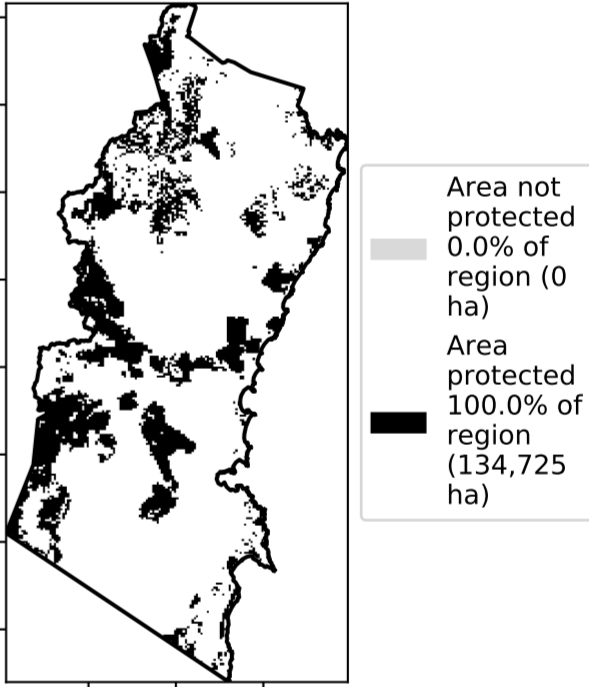 Area not
protected
0.0% of
region (0
ha)
Area
protected
100.0% of
region
(134,725
ha)